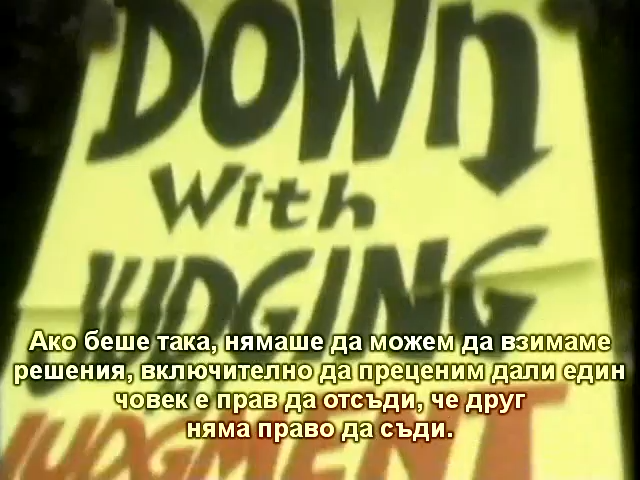 DOWn
With
JUDGING
Ако беше така, нямаше да можем да взимаме
решения, включително да преценим дали един
човек е прав да отсъди, че друг
няма право да съди.
JUDGMENT